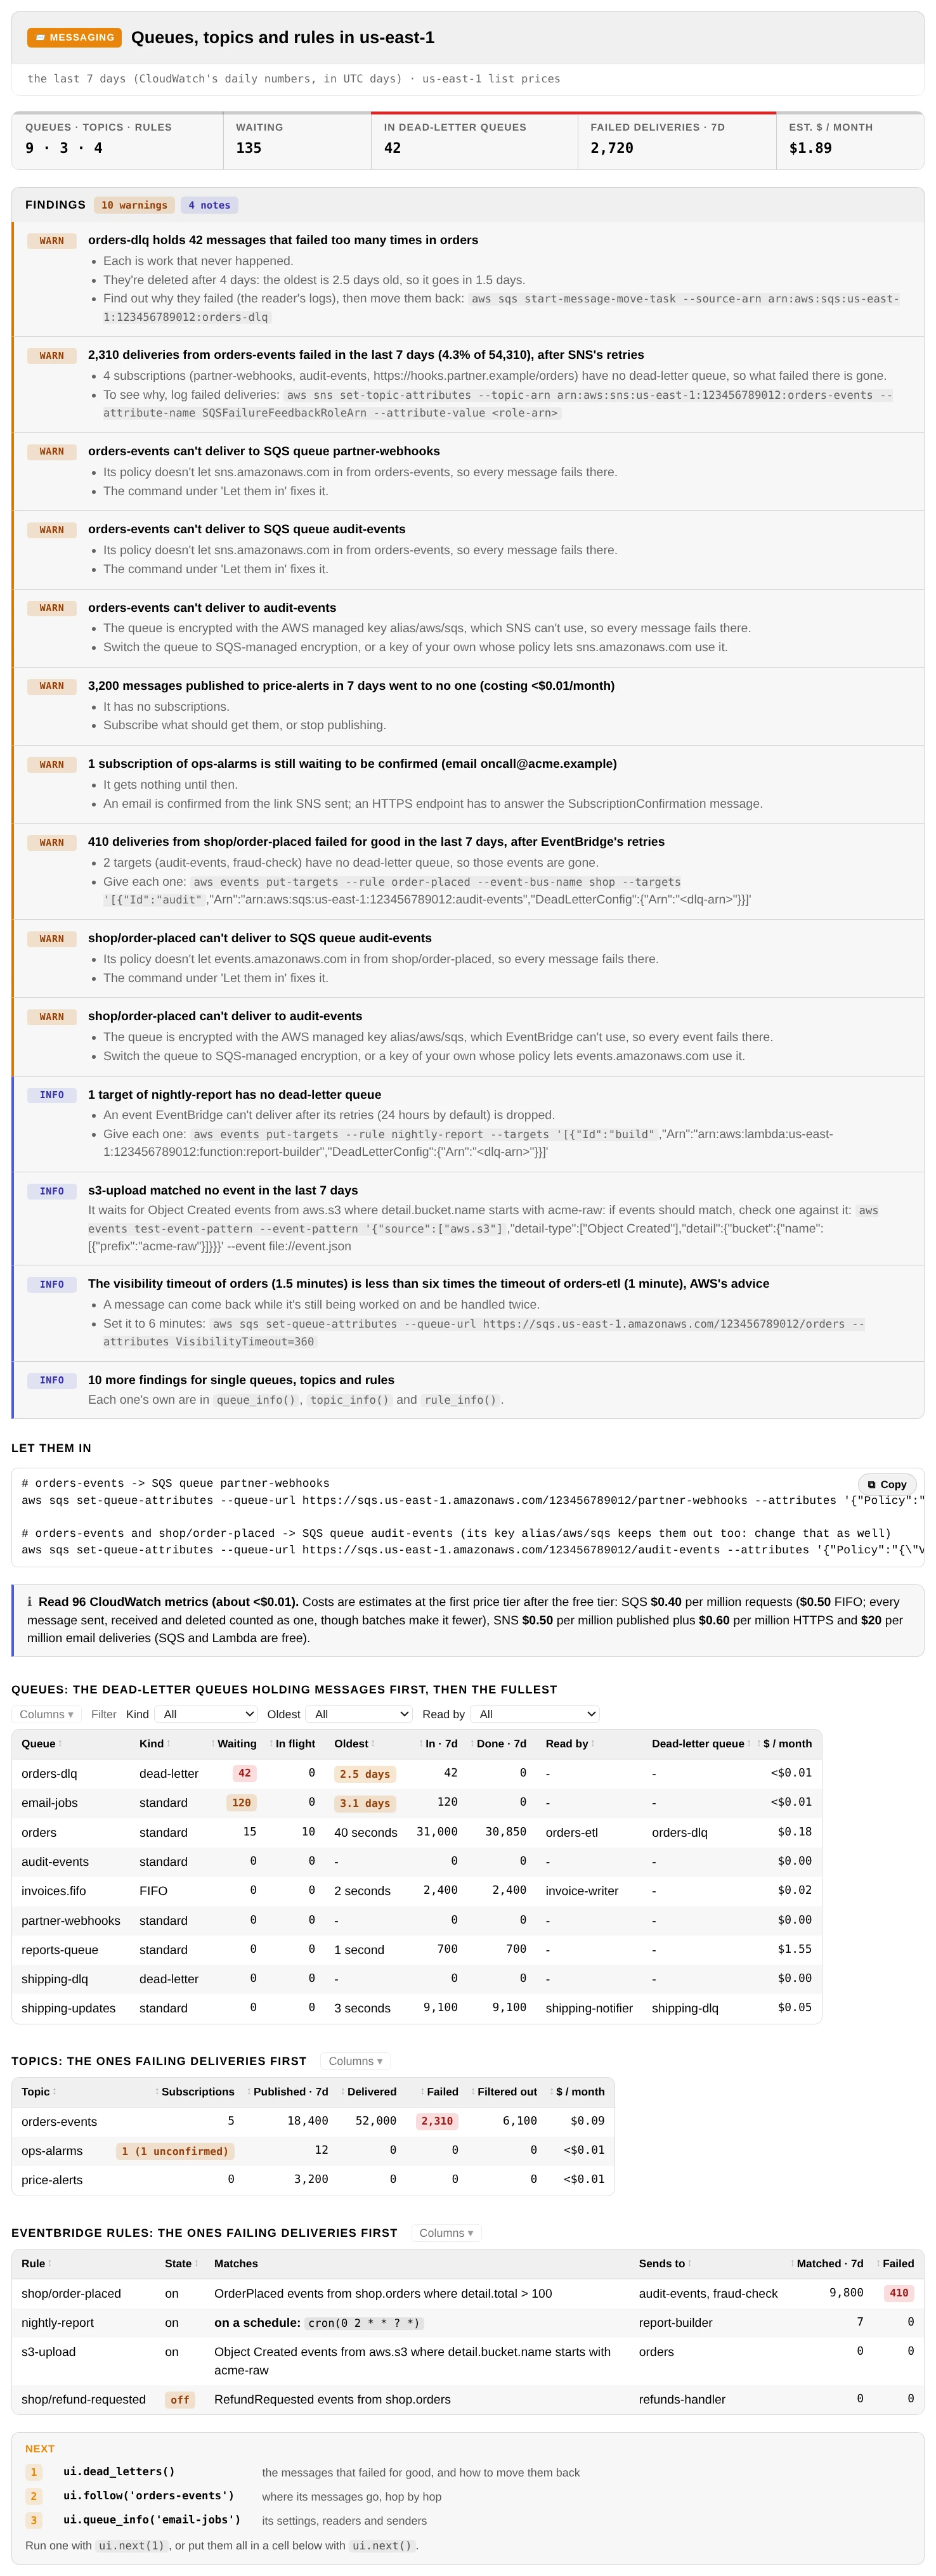 MESSAGING Queues, topics and rules in us-east-1
the last 7 days (CloudWatch's daily numbers, in UTC days) · us-east-1 list prices
QUEUES · TOPICS · RULES WAITING IN DEAD-LETTER QUEUES FAILED DELIVERIES · 7D EST. $ / MONTH
9 · 3 · 4 135 42 2,720 $1.89
FINDINGS 10 warnings 4 notes
WARN orders-dlq holds 42 messages that failed too many times in orders
• Each is work that never happened.
• They're deleted after 4 days: the oldest is 2.5 days old, so it goes in 1.5 days.
• Find out why they failed (the reader's logs), then move them back: aws sqs start-message-move-task --source-arn arn:aws:sqs:us-east-
1:123456789012:orders-dlq
WARN 2,310 deliveries from orders-events failed in the last 7 days (4.3% of 54,310), after SNS's retries
• 4 subscriptions (partner-webhooks, audit-events, https://hooks.partner.example/orders) have no dead-letter queue, so what failed there is gone.
• To see why, log failed deliveries: aws sns set-topic-attributes --topic-arn arn:aws:sns:us-east-1:123456789012:orders-events --
attribute-name SQSFailureFeedbackRoleArn --attribute-value <role-arn>
WARN orders-events can't deliver to SQS queue partner-webhooks
• Its policy doesn't let sns.amazonaws.com in from orders-events, so every message fails there.
• The command under 'Let them in' fixes it.
WARN orders-events can't deliver to SQS queue audit-events
• Its policy doesn't let sns.amazonaws.com in from orders-events, so every message fails there.
• The command under 'Let them in' fixes it.
WARN orders-events can't deliver to audit-events
• The queue is encrypted with the AWS managed key alias/aws/sqs, which SNS can't use, so every message fails there.
• Switch the queue to SQS-managed encryption, or a key of your own whose policy lets sns.amazonaws.com use it.
WARN 3,200 messages published to price-alerts in 7 days went to no one (costing <$0.01/month)
• It has no subscriptions.
• Subscribe what should get them, or stop publishing.
WARN 1 subscription of ops-alarms is still waiting to be confirmed (email oncall@acme.example)
• It gets nothing until then.
• An email is confirmed from the link SNS sent; an HTTPS endpoint has to answer the SubscriptionConfirmation message.
WARN 410 deliveries from shop/order-placed failed for good in the last 7 days, after EventBridge's retries
• 2 targets (audit-events, fraud-check) have no dead-letter queue, so those events are gone.
• Give each one: aws events put-targets --rule order-placed --event-bus-name shop --targets
'[{"Id":"audit","Arn":"arn:aws:sqs:us-east-1:123456789012:audit-events","DeadLetterConfig":{"Arn":"<dlq-arn>"}}]'
WARN shop/order-placed can't deliver to SQS queue audit-events
• Its policy doesn't let events.amazonaws.com in from shop/order-placed, so every message fails there.
• The command under 'Let them in' fixes it.
WARN shop/order-placed can't deliver to audit-events
• The queue is encrypted with the AWS managed key alias/aws/sqs, which EventBridge can't use, so every event fails there.
• Switch the queue to SQS-managed encryption, or a key of your own whose policy lets events.amazonaws.com use it.
INFO 1 target of nightly-report has no dead-letter queue
• An event EventBridge can't deliver after its retries (24 hours by default) is dropped.
• Give each one: aws events put-targets --rule nightly-report --targets '[{"Id":"build","Arn":"arn:aws:lambda:us-east-
1:123456789012:function:report-builder","DeadLetterConfig":{"Arn":"<dlq-arn>"}}]'
INFO s3-upload matched no event in the last 7 days
It waits for Object Created events from aws.s3 where detail.bucket.name starts with acme-raw: if events should match, check one against it: aws
events test-event-pattern --event-pattern '{"source":["aws.s3"],"detail-type":["Object Created"],"detail":{"bucket":{"name":
[{"prefix":"acme-raw"}]}}}' --event file://event.json
INFO The visibility timeout of orders (1.5 minutes) is less than six times the timeout of orders-etl (1 minute), AWS's advice
• A message can come back while it's still being worked on and be handled twice.
• Set it to 6 minutes: aws sqs set-queue-attributes --queue-url https://sqs.us-east-1.amazonaws.com/123456789012/orders --
attributes VisibilityTimeout=360
INFO 10 more findings for single queues, topics and rules
Each one's own are in queue_info(), topic_info() and rule_info().
LET THEM IN
# orders-events -> SQS queue partner-webhooks
Copy
aws sqs set-queue-attributes --queue-url https://sqs.us-east-1.amazonaws.com/123456789012/partner-webhooks --attributes '{"Policy":"
# orders-events and shop/order-placed -> SQS queue audit-events (its key alias/aws/sqs keeps them out too: change that as well)
aws sqs set-queue-attributes --queue-url https://sqs.us-east-1.amazonaws.com/123456789012/audit-events --attributes '{"Policy":"{\"V
ℹ Read 96 CloudWatch metrics (about <$0.01). Costs are estimates at the first price tier after the free tier: SQS $0.40 per million requests ($0.50 FIFO; every
message sent, received and deleted counted as one, though batches make it fewer), SNS $0.50 per million published plus $0.60 per million HTTP and $20 per
million email deliveries (SQS and Lambda are free).
QUEUES: THE DEAD-LETTER QUEUES HOLDING MESSAGES FIRST, THEN THE FULLEST
Columns ▾ Filter Kind All Oldest All Read by All
Queue Kind Waiting In flight Oldest In · 7d Done · 7d Read by Dead-letter queue $ / month
orders-dlq dead-letter 42 0 2.5 days 42 0 - - <$0.01
email-jobs standard 120 0 3.1 days 120 0 - - <$0.01
orders standard 15 10 40 seconds 31,000 30,850 orders-etl orders-dlq $0.18
audit-events standard 0 0 - 0 0 - - $0.00
invoices.fifo FIFO 0 0 2 seconds 2,400 2,400 invoice-writer - $0.02
partner-webhooks standard 0 0 - 0 0 - - $0.00
reports-queue standard 0 0 1 second 700 700 - - $1.55
shipping-dlq dead-letter 0 0 - 0 0 - - $0.00
shipping-updates standard 0 0 3 seconds 9,100 9,100 shipping-notifier shipping-dlq $0.05
TOPICS: THE ONES FAILING DELIVERIES FIRST Columns ▾
Topic Subscriptions Published · 7d Delivered Failed Filtered out $ / month
orders-events 5 18,400 52,000 2,310 6,100 $0.09
ops-alarms 1 (1 unconfirmed) 12 0 0 0 <$0.01
price-alerts 0 3,200 0 0 0 <$0.01
EVENTBRIDGE RULES: THE ONES FAILING DELIVERIES FIRST Columns ▾
Rule State Matches Sends to Matched · 7d Failed
shop/order-placed on OrderPlaced events from shop.orders where detail.total > 100 audit-events, fraud-check 9,800 410
nightly-report on on a schedule: cron(0 2 * * ? *) report-builder 7 0
s3-upload on Object Created events from aws.s3 where detail.bucket.name starts with orders 0 0
acme-raw
shop/refund-requested off RefundRequested events from shop.orders refunds-handler 0 0
NEXT
1 ui.dead_letters() the messages that failed for good, and how to move them back
2 ui.follow('orders-events') where its messages go, hop by hop
3 ui.queue_info('email-jobs') its settings, readers and senders
Run one with ui.next(1), or put them all in a cell below with ui.next().